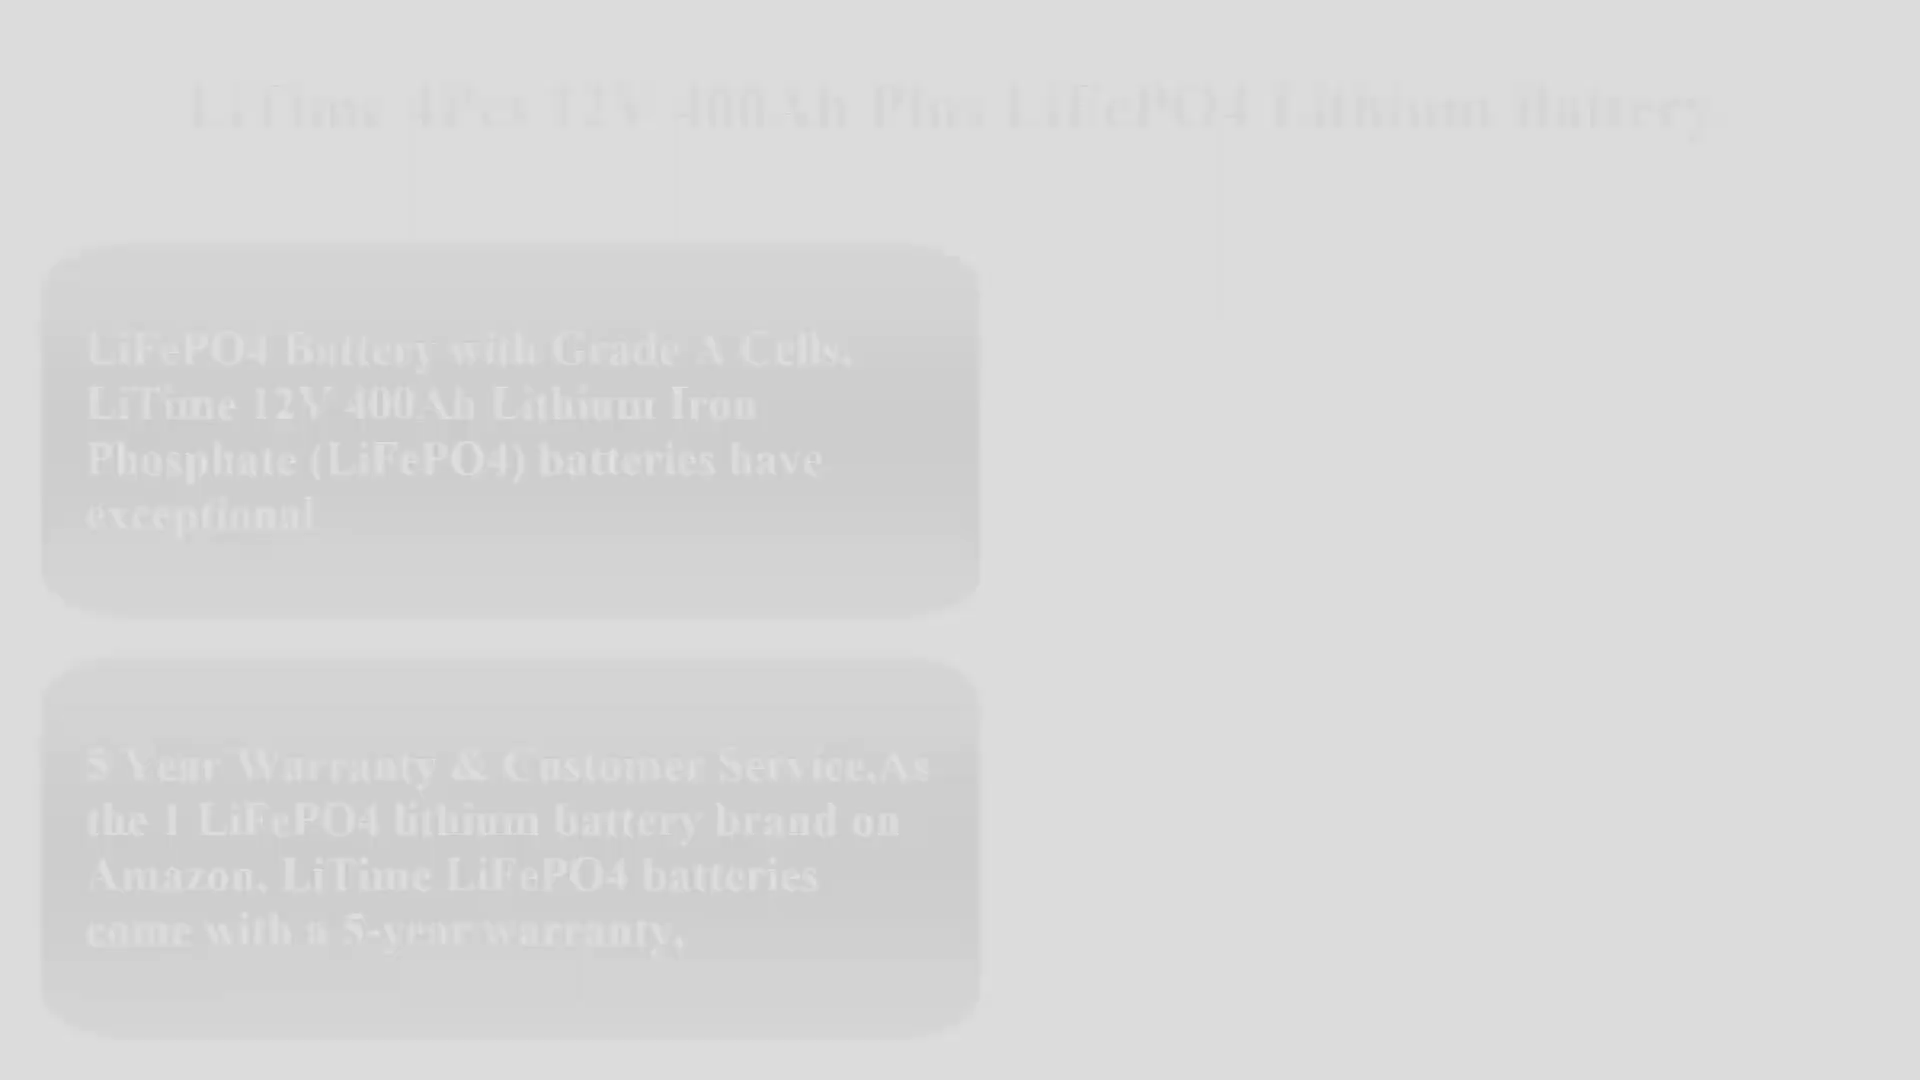 LiTime 4Pcs 12V 400Ah Plus LiFePO4 Lithium Battery
LiFePO4 Battery with Grade A Cells,
LiTime 12V 400Ah Lithium Iron
Phosphate (LiFePO4) batteries have
exceptional
5 Year Warranty & Customer Service,As
the 1 LiFePO4 lithium battery brand on
Amazon, LiTime LiFePO4 batteries
come with a 5-year warranty,